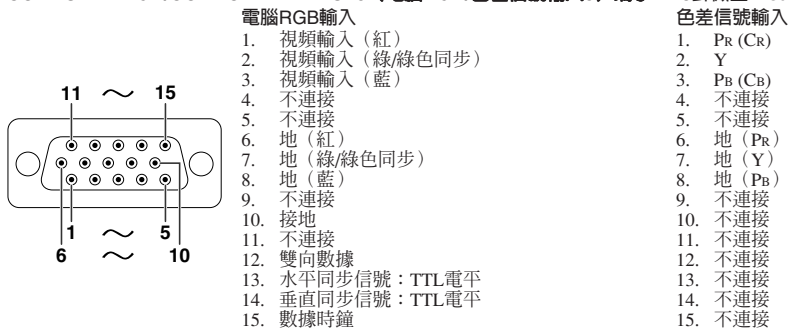 電腦RGB輸入
1. 視頻輸入（紅）
2. 視頻輸入（綠/綠色同步）
3. 視頻輸入（藍）
4. 不連接
5. 不連接
6. 地（紅）
7. 地（綠/綠色同步）
8. 地（藍）
9. 不連接
10. 接地
11. 不連接
12. 雙向數據
13. 水平同步信號：TTL電平
14. 垂直同步信號：TTL電平
15. 數據時鐘
色差信號輸入
1. PR (CR)
2. Y
3. PB (CB)
4. 不連接
5. 不連接
6. 地（PR）
7. 地（Y）
8. 地（PB）
9. 不連接
10. 不連接
11. 不連接
12. 不連接
13. 不連接
14. 不連接
15. 不連接
11 ～ 15
1 ～ 5
6 ～ 10